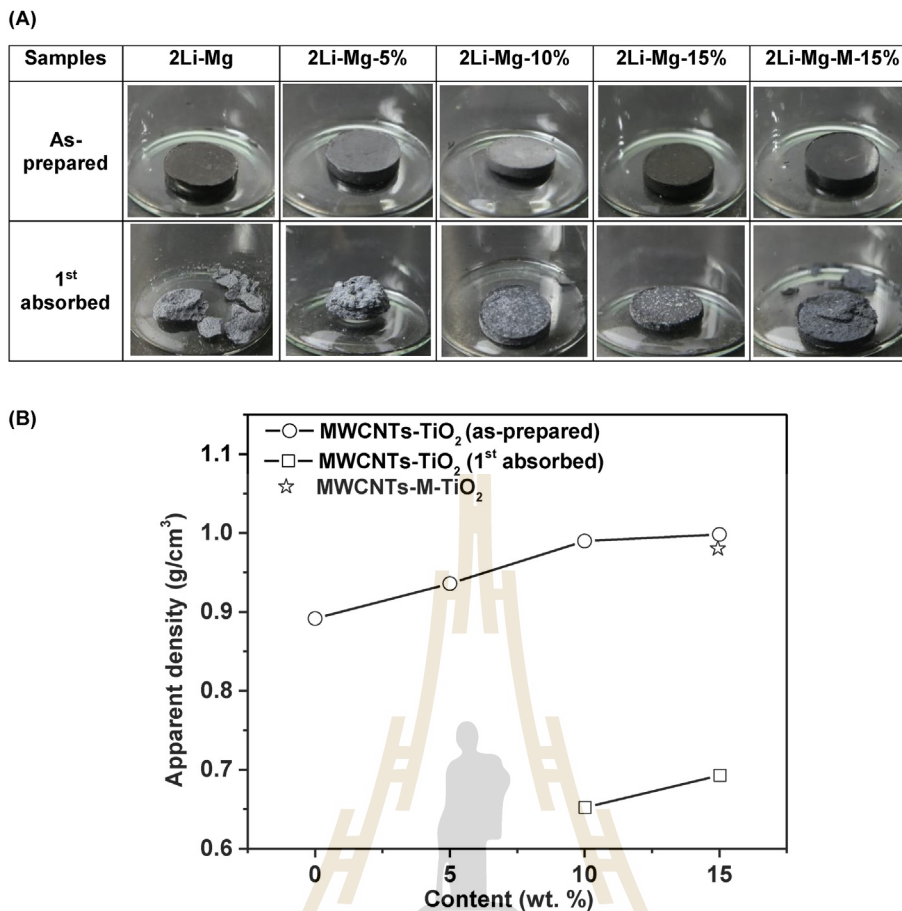 (A)
Samples 2Li-Mg 2Li-Mg-5% 2Li-Mg-10% 2Li-Mg-15% 2Li-Mg-M-15%
As-
prepared
1st
absorbed
(B)
MWCNTs-TiO2 (as-prepared)
MWCNTs-TiO2 (1st absorbed)
MWCNTs-M-TiO2
Apparent density (g/cm3)
1.1
1.0
0.9
0.8
0.7
0.6
0 5 10 15
Content (wt. %)